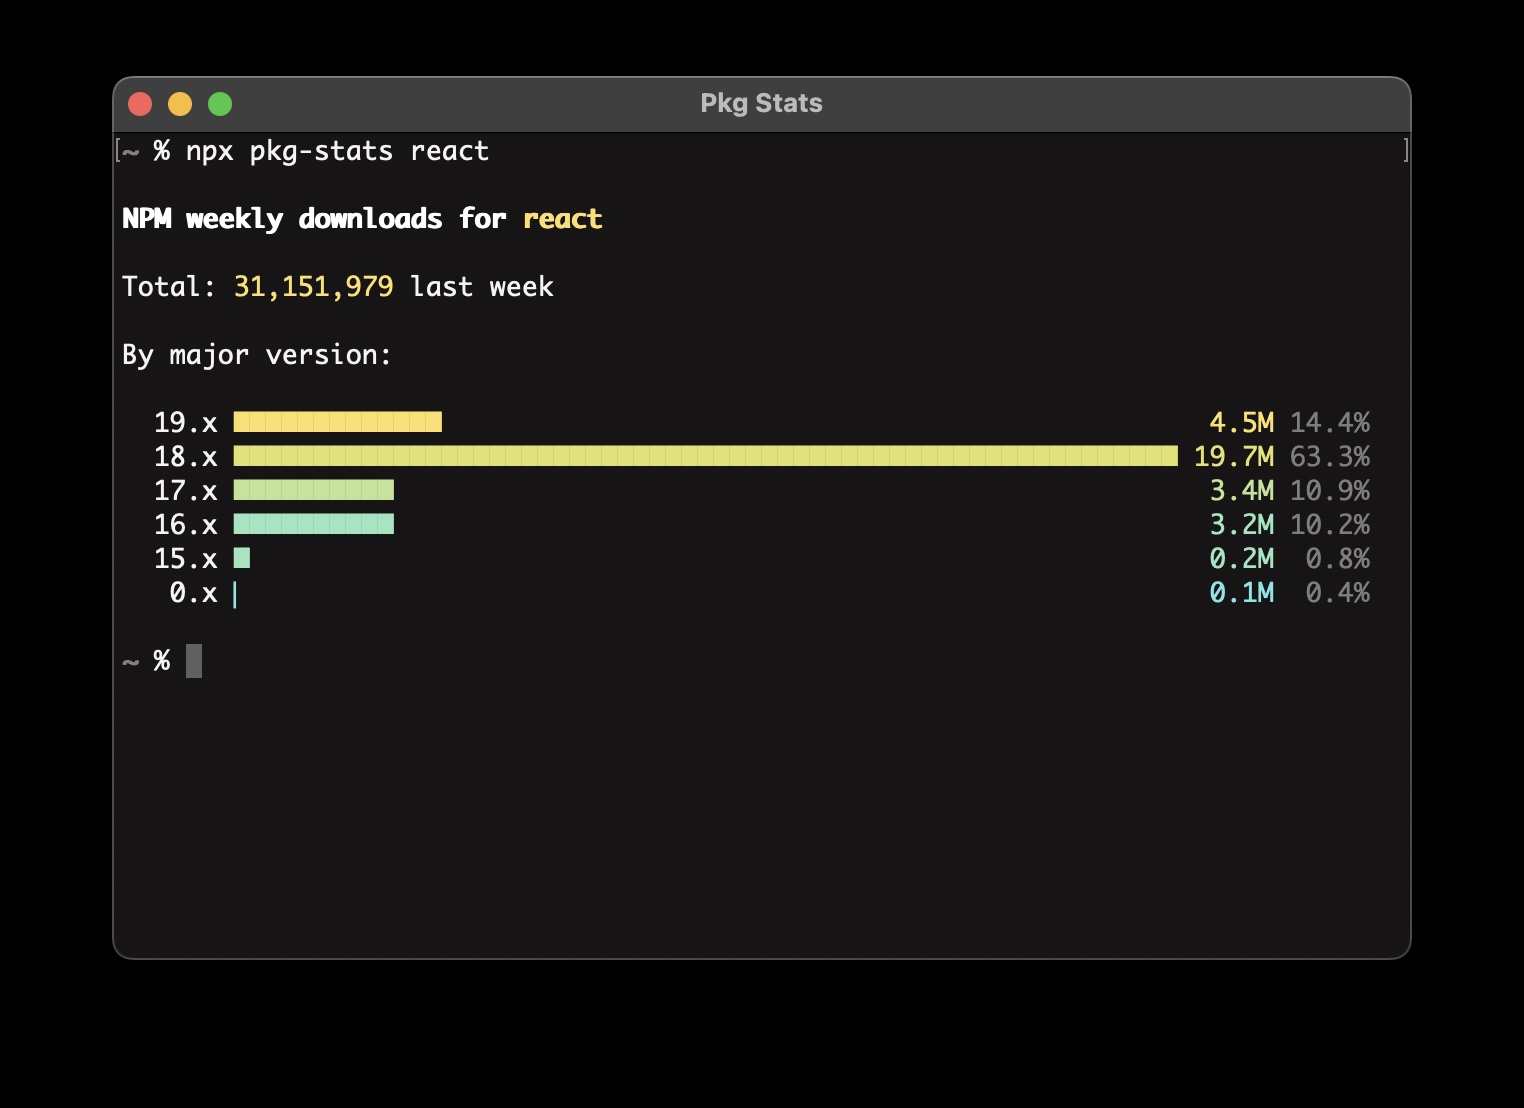 Pkg Stats
[~ % npx pkg-stats react ]
NPM weekly downloads for react
Total: 31,151,979 last week
By major version:
19.x 4.5M 14.4%
18.x 19.7M 63.3%
17.x 3.4M 10.9%
16.x 3.2M 10.2%
15.x 0.2M 0.8%
0.x 0.1M 0.4%
~ %